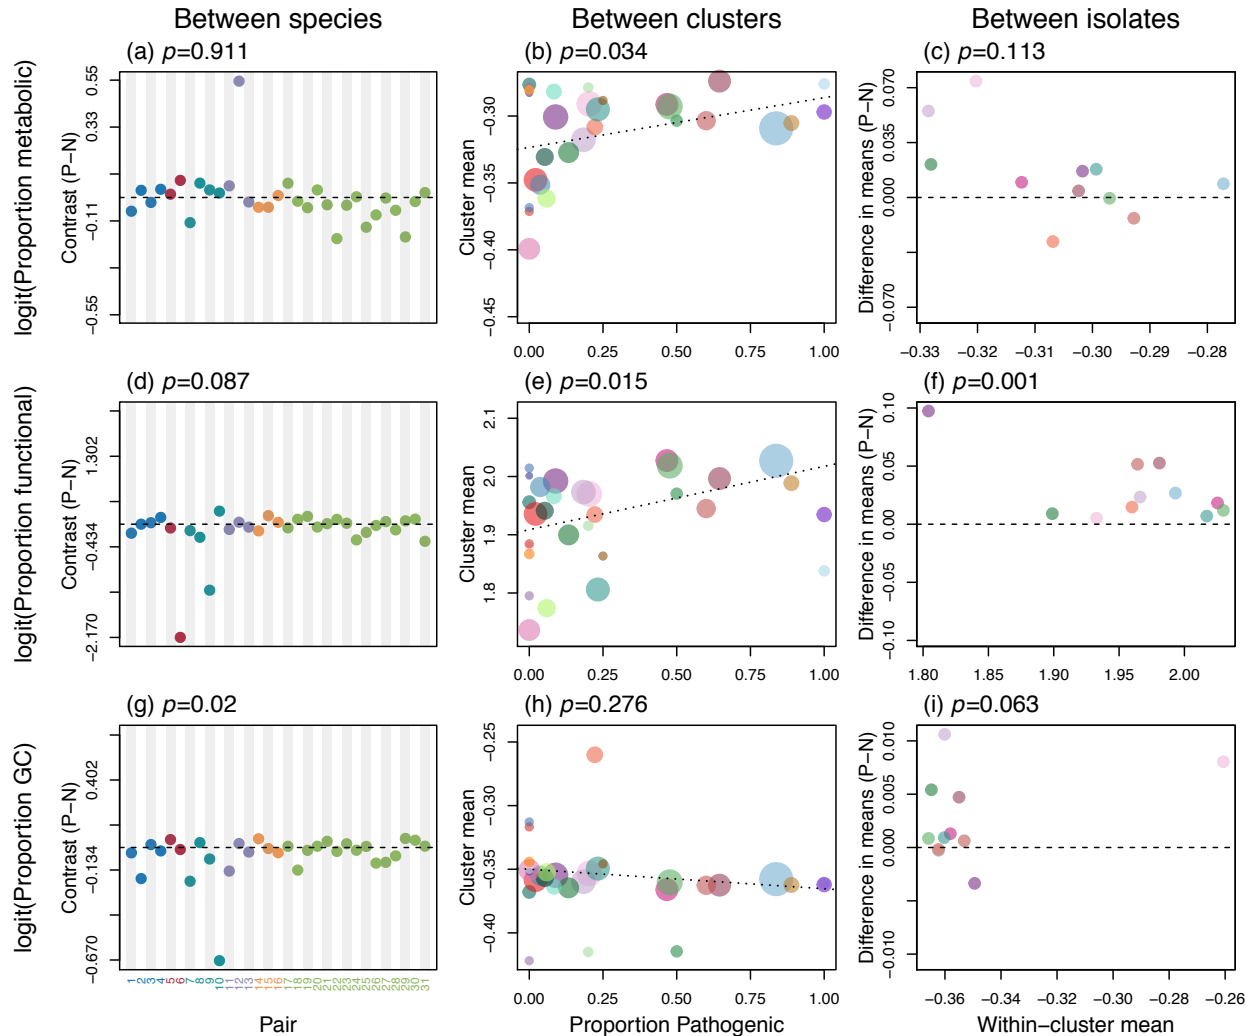 Between species
Between clusters
Between isolates
(a) p=0.911
(b) p=0.034
(c) p=0.113
logit(Proportion metabolic)
Contrast (P−N)
0.55
0.33
−0.11
−0.55
Cluster mean
−0.30
−0.35
−0.40
−0.45
0.00 0.25 0.50 0.75 1.00
Difference in means (P−N)
0.070
0.035
0.000
−0.070
−0.33 −0.32 −0.31 −0.30 −0.29 −0.28
(d) p=0.087
(e) p=0.015
(f) p=0.001
logit(Proportion functional)
Contrast (P−N)
1.302
−0.434
−2.170
Cluster mean
2.1
2.0
1.9
1.8
0.00 0.25 0.50 0.75 1.00
Difference in means (P−N)
0.10
0.05
0.00
−0.05
−0.10
1.80 1.85 1.90 1.95 2.00
(g) p=0.02
(h) p=0.276
(i) p=0.063
logit(Proportion GC)
Contrast (P−N)
0.402
−0.134
−0.670
1 2 3 4 5 6 7 8 9 10 11 12 13 14 15 16 17 18 19 20 21 22 23 24 25 26 27 28 29 30 31
Pair
Cluster mean
−0.25
−0.30
−0.35
−0.40
0.00 0.25 0.50 0.75 1.00
Proportion Pathogenic
Difference in means (P−N)
0.010
0.005
0.000
−0.010
−0.36 −0.34 −0.32 −0.30 −0.28 −0.26
Within−cluster mean